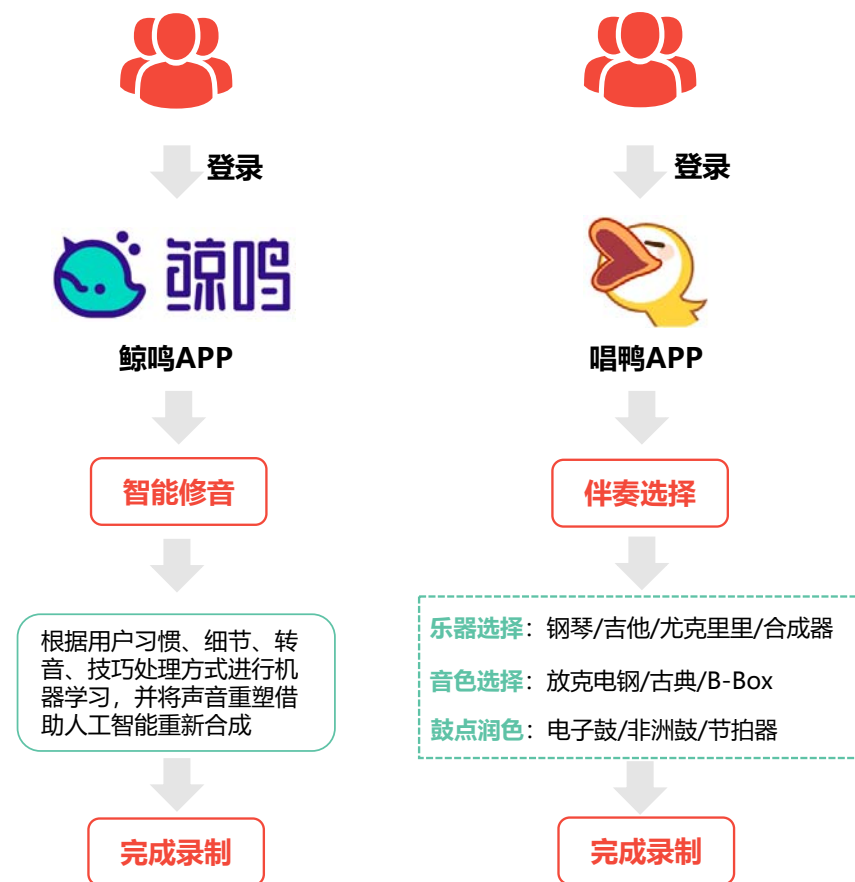 登录
鲸鸣
鲸鸣APP
智能修音
根据用户习惯、细节、转
音、技巧处理方式进行机
器学习，并将声音重塑借
助人工智能重新合成
完成录制
登录
唱鸭APP
伴奏选择
乐器选择：钢琴/吉他/尤克里里/合成器
音色选择：放克电钢/古典/B-Box
鼓点润色：电子鼓/非洲鼓/节拍器
完成录制